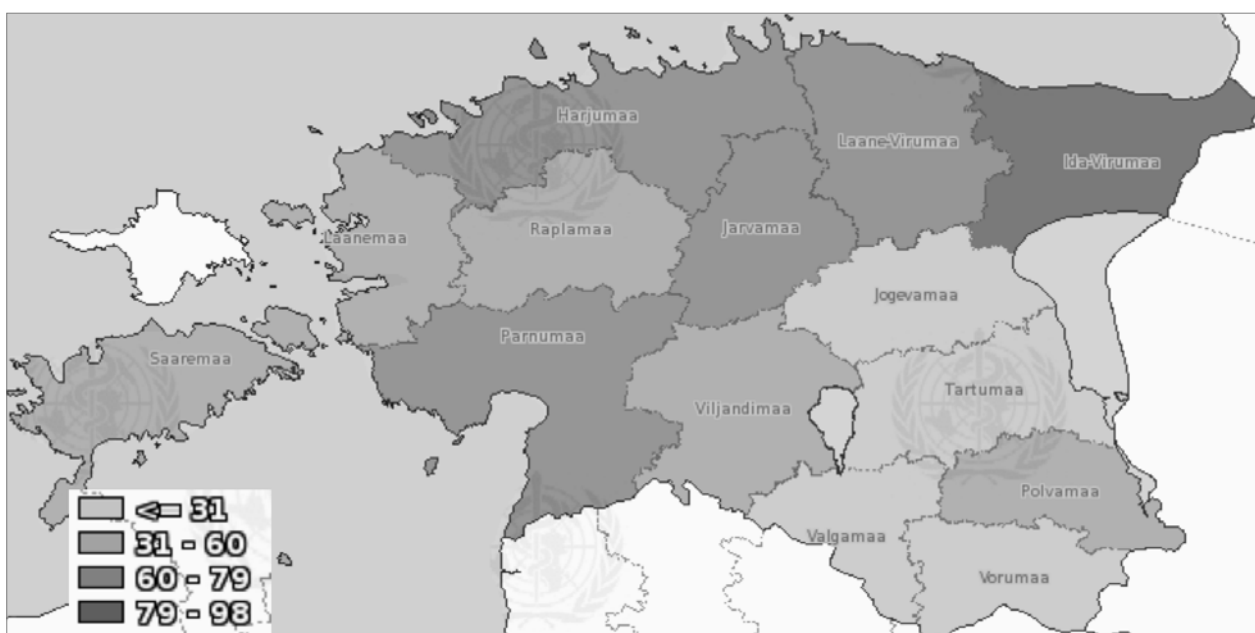 Harjumaa
Laane-Virumaa
Ida-Virumaa
Raplamaa
Jarvamaa
Laanemaa
Jogevamaa
Parnumaa
Saaremaa
Tartumaa
Viljandimaa
Polvamaa
Valgamaa
Vorumaa
<= 31
31 - 60
60 - 79
79 - 98